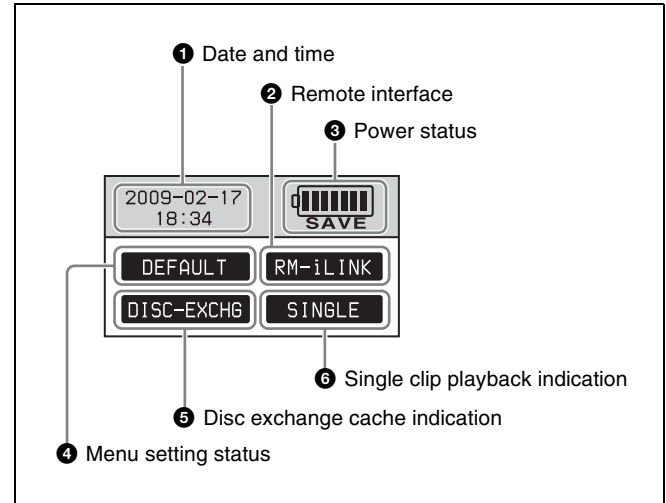 ❶ Date and time
❷ Remote interface
❸ Power status
2009-02-17
18:34
SAVE
DEFAULT
RM-iLINK
DISC-EXCHG
SINGLE
❻ Single clip playback indication
❺ Disc exchange cache indication
❹ Menu setting status